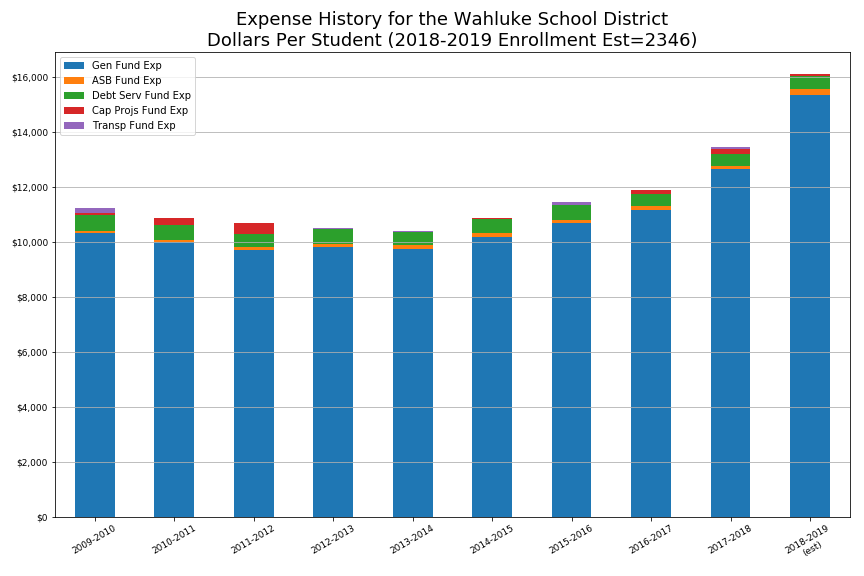 Expense History for the Wahluke School District
Dollars Per Student (2018-2019 Enrollment Est=2346)
Gen Fund Exp
ASB Fund Exp
Debt Serv Fund Exp
Cap Projs Fund Exp
Transp Fund Exp
$16,000
$14,000
$12,000
$10,000
$8,000
$6,000
$4,000
$2,000
$0
2009-2010
2010-2011
2011-2012
2012-2013
2013-2014
2014-2015
2015-2016
2016-2017
2017-2018
2018-2019
(est)